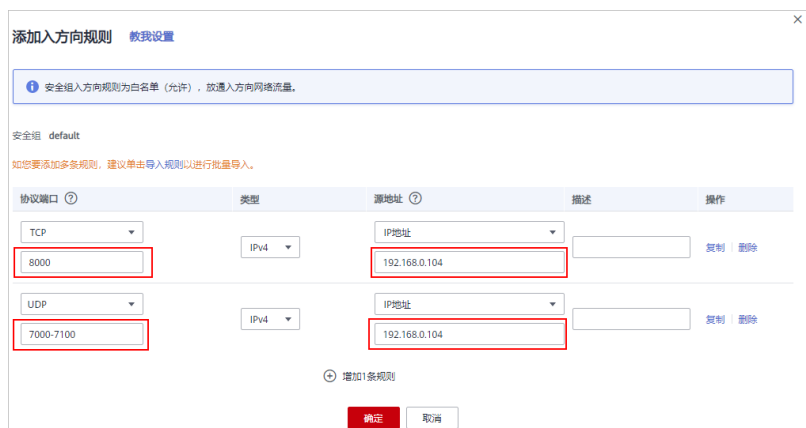 添加入方向规则 教我设置
安全组入方向规则为白名单（允许），放通入方向网络流量。
安全组 default
如您要添加多条规则，建议单击导入规则以进行批量导入。
协议端口 类型 源地址 描述 操作
TCP IP地址
IPv4 复制 删除
8000 192.168.0.104
UDP IP地址
IPv4 复制 删除
7000-7100 192.168.0.104
增加1条规则
确定 取消